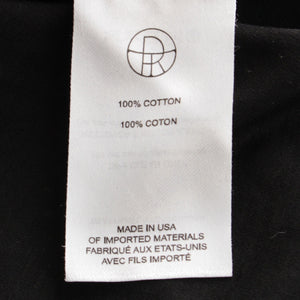 100% COTTON
100% COTON
MADE IN USA
OF IMPORTED MATERIALS
FABRIQUÉ AUX ETATS-UNIS
AVEC FILS IMPORTÉ